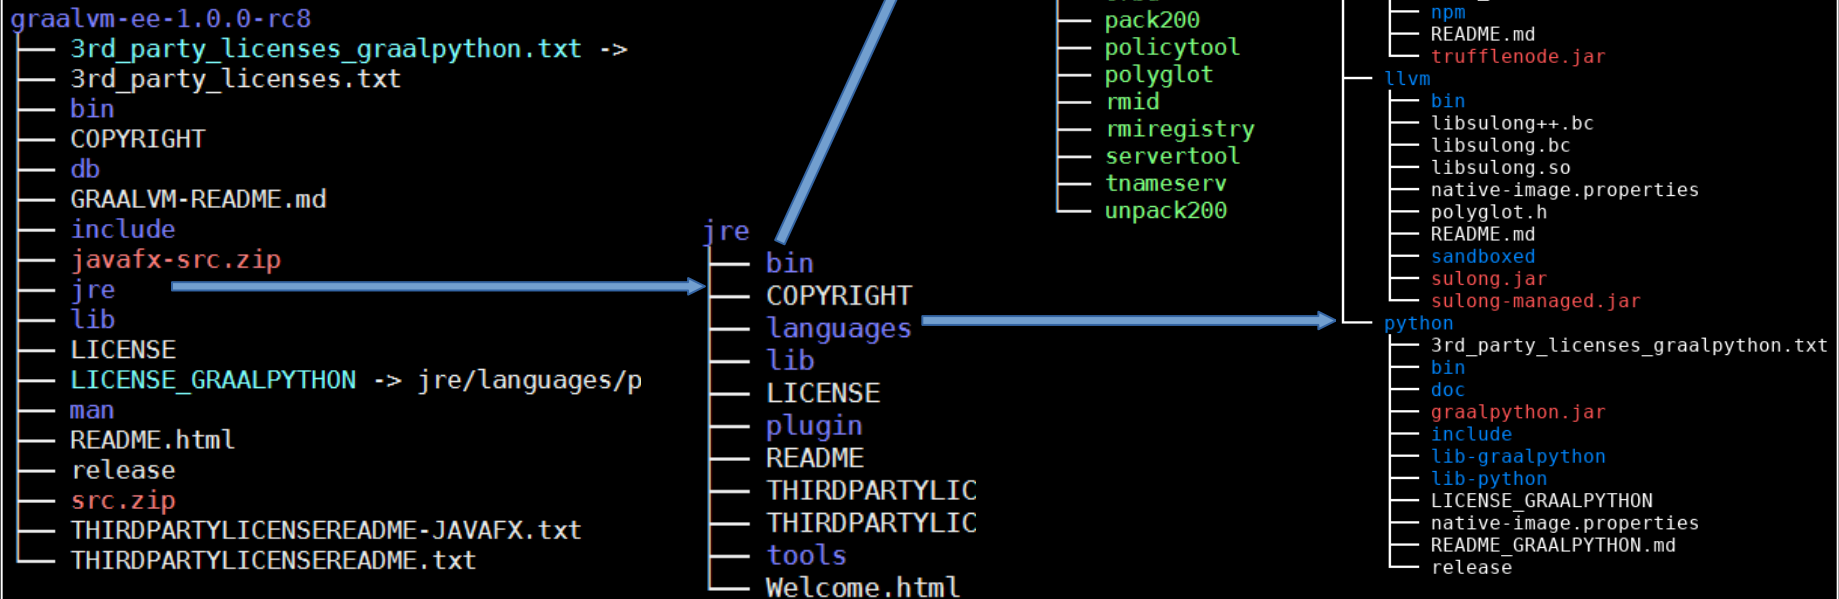 graalvm-ee-1.0.0-rc8
3rd_party_licenses_graalpython.txt ->
3rd_party_licenses.txt
bin
COPYRIGHT
db
GRAALVM-README.md
include
javafx-src.zip
jre
lib
LICENSE
LICENSE_GRAALPYTHON -> jre/languages/p
man
README.html
release
src.zip
THIRDPARTYLICENSEREADME-JAVAFX.txt
THIRDPARTYLICENSEREADME.txt
jre
bin
COPYRIGHT
languages
lib
LICENSE
plugin
README
THIRDPARTYLIC
THIRDPARTYLIC
tools
Welcome.html
pack200
policytool
polyglot
rmid
rmiregistry
servertool
tnameserv
unpack200
npm
README.md
trufflenode.jar
llvm
bin
libsulong++.bc
libsulong.bc
libsulong.so
native-image.properties
polyglot.h
README.md
sandboxed
sulong.jar
sulong-managed.jar
python
3rd_party_licenses_graalpython.txt
bin
doc
graalpython.jar
include
lib-graalpython
lib-python
LICENSE_GRAALPYTHON
native-image.properties
README_GRAALPYTHON.md
release